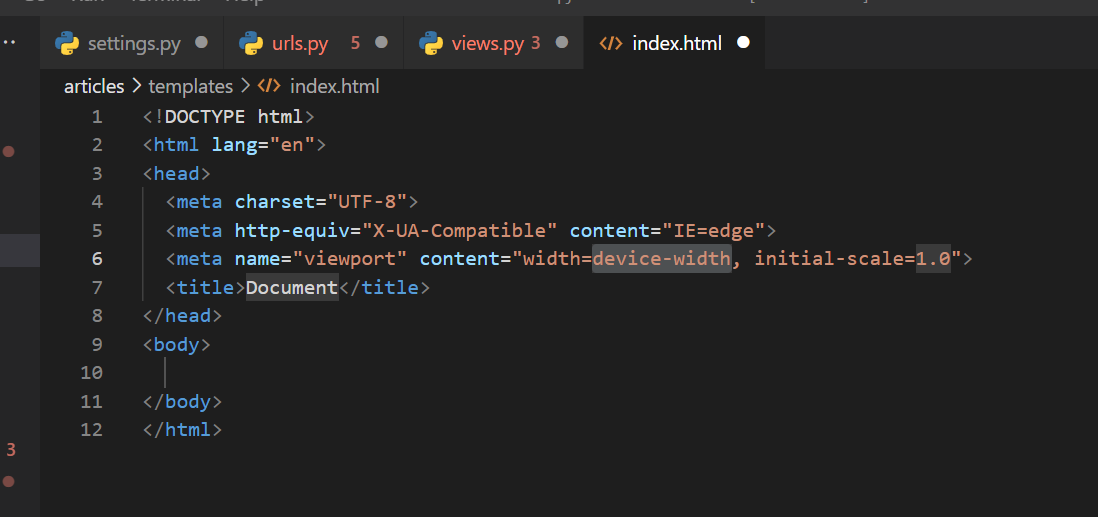 settings.py urls.py 5 views.py 3 index.html
articles > templates > index.html
1 <!DOCTYPE html>
2 <html lang="en">
3 <head>
4 <meta charset="UTF-8">
5 <meta http-equiv="X-UA-Compatible" content="IE=edge">
6 <meta name="viewport" content="width=device-width, initial-scale=1.0">
7 <title>Document</title>
8 </head>
9 <body>
10
11 </body>
12 </html>
3